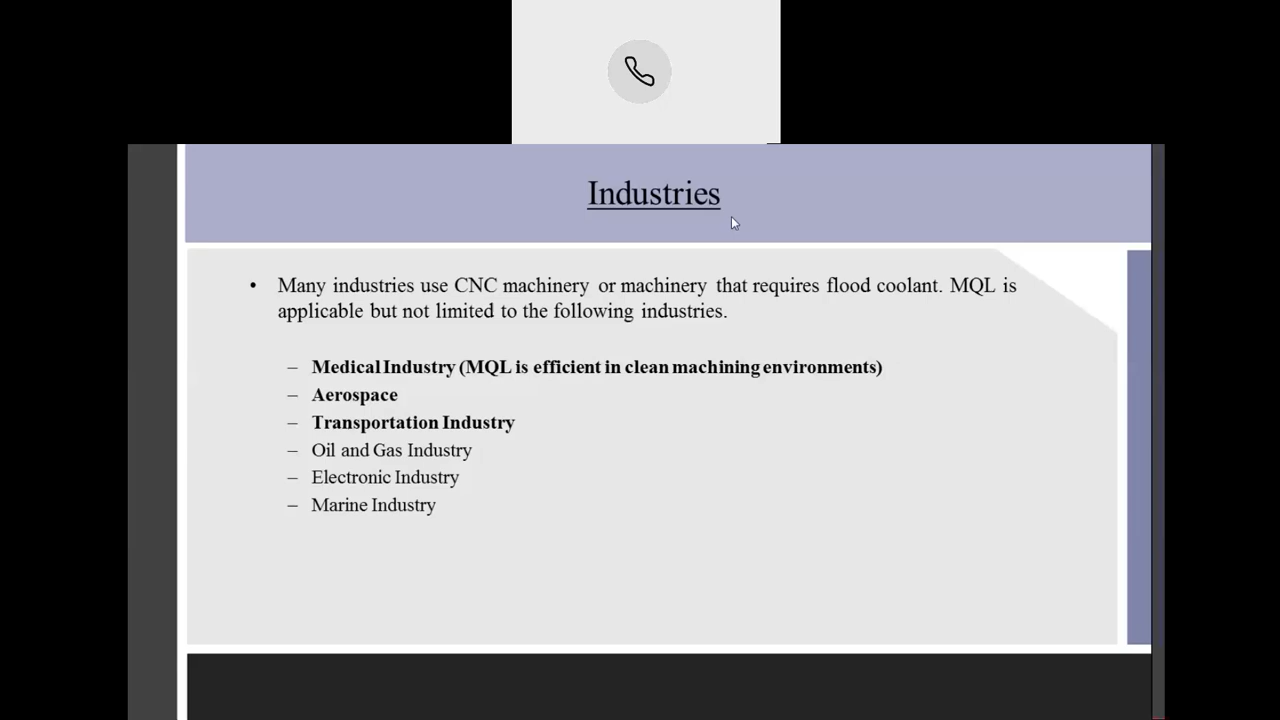 Industries
• Many industries use CNC machinery or machinery that requires flood coolant. MQL is
applicable but not limited to the following industries.
– Medical Industry (MQL is efficient in clean machining environments)
– Aerospace
– Transportation Industry
– Oil and Gas Industry
– Electronic Industry
– Marine Industry